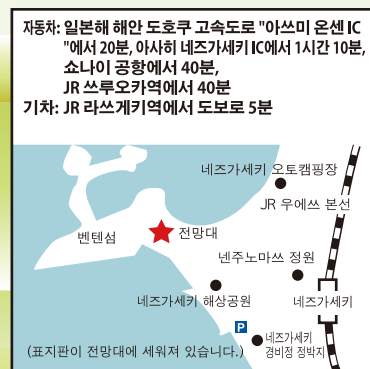 자동차: 일본해 해안 도호쿠 고속도로 "아쓰미 온센 IC
"에서 20분, 아사히 네즈가세키 IC에서 1시간 10분,
쇼나이 공항에서 40분,
JR 쓰루오카역에서 40분
기차: JR 라쓰게키역에서 도보로 5분
네즈가세키 오토캠핑장
JR 우에쓰 본선
벤텐섬
전망대
넨주노마쓰 정원
네즈가세키 해상공원
네즈가세키
P
네즈가세키
경비정 정박지
(표지판이 전망대에 세워져 있습니다.)